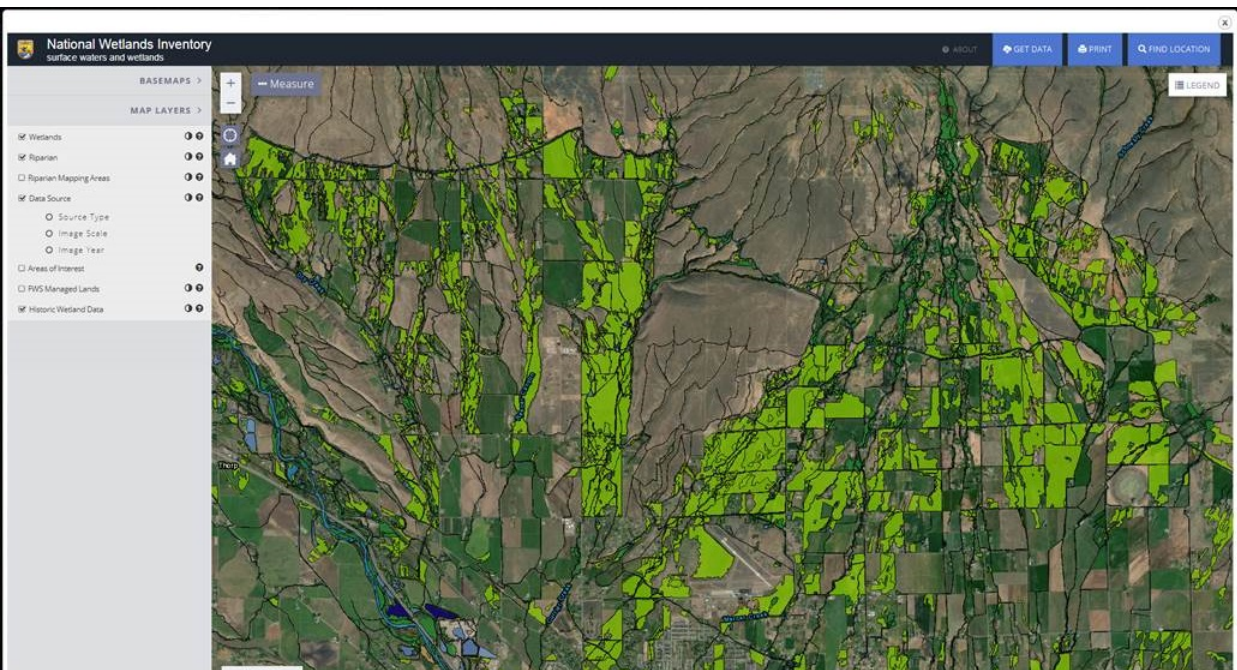 National Wetlands Inventory
surface waters and wetlands
ABOUT
GET DATA
PRINT
FIND LOCATION
BASEMAPS >
MAP LAYERS >
Wetlands
Riparian
Riparian Mapping Areas
Data Source
Source Type
Image Scale
Image Year
Areas of Interest
FWS Managed Lands
Historic Wetland Data
+
−
Measure
LEGEND
Thorp